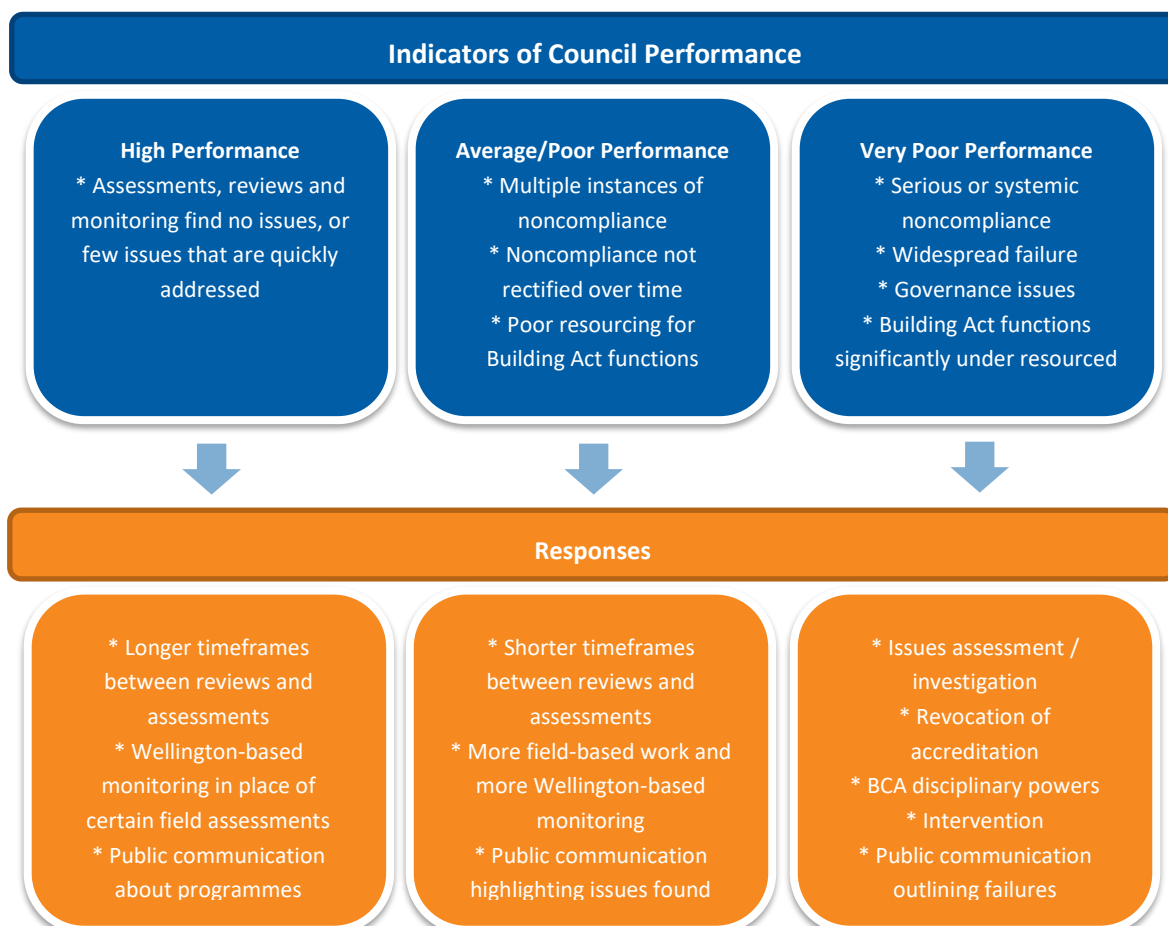 Indicators of Council Performance
High Performance
* Assessments, reviews and
monitoring find no issues, or
few issues that are quickly
addressed
Average/Poor Performance
* Multiple instances of
noncompliance
* Noncompliance not
rectified over time
* Poor resourcing for
Building Act functions
Very Poor Performance
* Serious or systemic
noncompliance
* Widespread failure
* Governance issues
* Building Act functions
significantly under resourced
Responses
* Longer timeframes
between reviews and
assessments
* Wellington-based
monitoring in place of
certain field assessments
* Public communication
about programmes
* Shorter timeframes
between reviews and
assessments
* More field-based work and
more Wellington-based
monitoring
* Public communication
highlighting issues found
* Issues assessment /
investigation
* Revocation of
accreditation
* BCA disciplinary powers
* Intervention
* Public communication
outlining failures